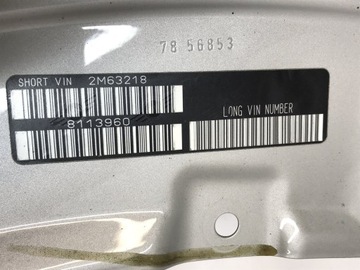 78 56853
SHORT VIN 2M63218
8113960
LONG VIN NUMBER